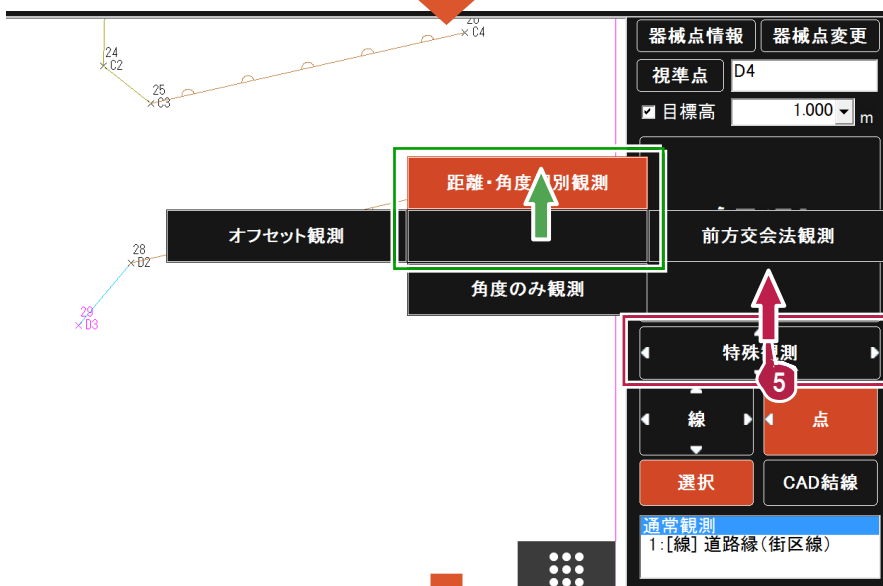 C4
24
C2
25
C3
器械点情報
器械点変更
視準点
D4
目標高
1.000
m
距離・角度個別観測
オフセット観測
前方交会法観測
28
D2
角度のみ観測
29
D3
特殊観測
5
線
点
選択
CAD結線
通常観測
1:[線] 道路縁(街区線)